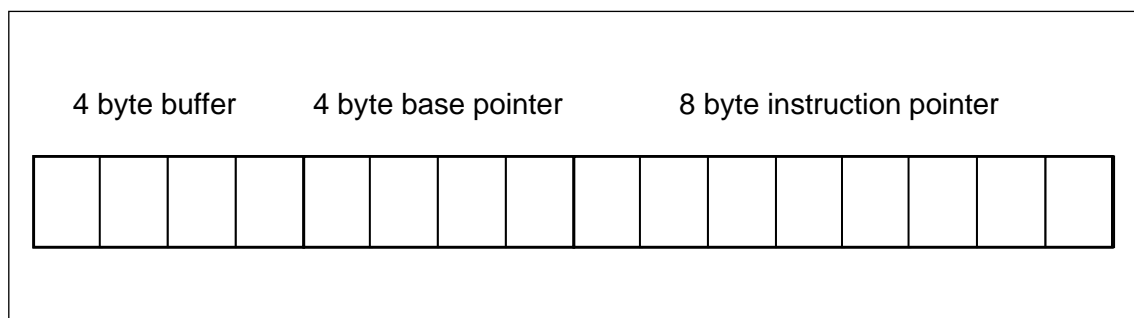 4 byte buffer 4 byte base pointer 8 byte instruction pointer